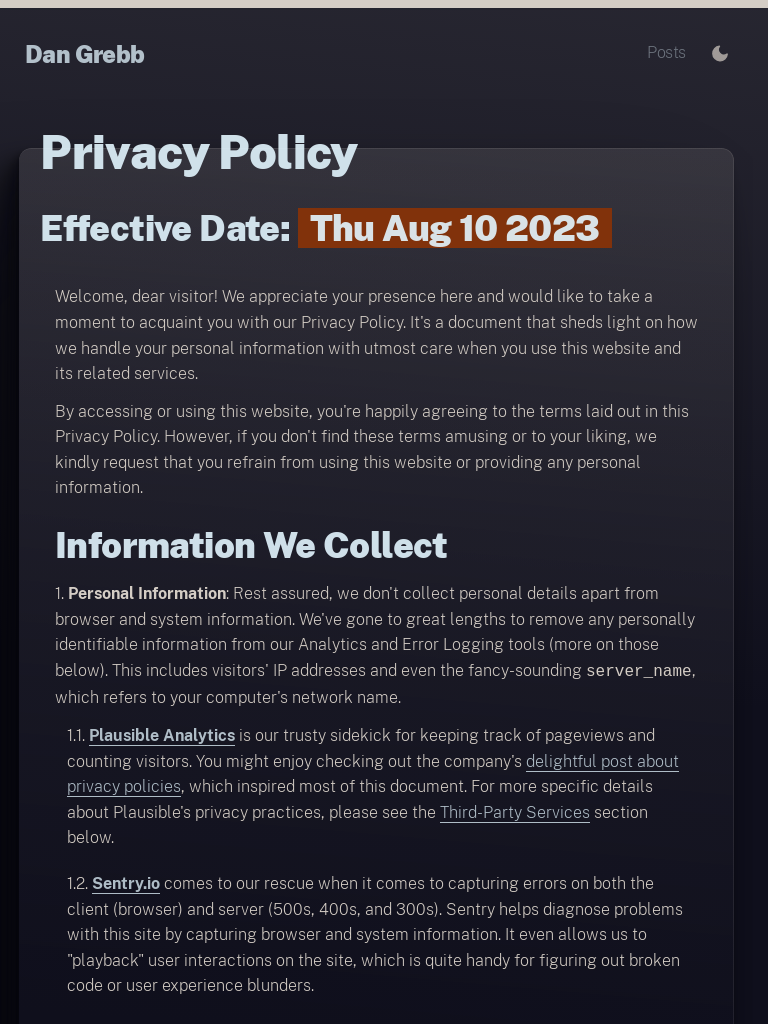 Dan Grebb
Posts
Privacy Policy
Effective Date: Thu Aug 10 2023
Welcome, dear visitor! We appreciate your presence here and would like to take a
moment to acquaint you with our Privacy Policy. It's a document that sheds light on how
we handle your personal information with utmost care when you use this website and
its related services.
By accessing or using this website, you're happily agreeing to the terms laid out in this
Privacy Policy. However, if you don't find these terms amusing or to your liking, we
kindly request that you refrain from using this website or providing any personal
information.
Information We Collect
1. Personal Information: Rest assured, we don't collect personal details apart from
browser and system information. We've gone to great lengths to remove any personally
identifiable information from our Analytics and Error Logging tools (more on those
below). This includes visitors' IP addresses and even the fancy-sounding server_name,
which refers to your computer's network name.
1.1. Plausible Analytics is our trusty sidekick for keeping track of pageviews and
counting visitors. You might enjoy checking out the company's delightful post about
privacy policies, which inspired most of this document. For more specific details
about Plausible's privacy practices, please see the Third-Party Services section
below.
1.2. Sentry.io comes to our rescue when it comes to capturing errors on both the
client (browser) and server (500s, 400s, and 300s). Sentry helps diagnose problems
with this site by capturing browser and system information. It even allows us to
"playback" user interactions on the site, which is quite handy for figuring out broken
code or user experience blunders.